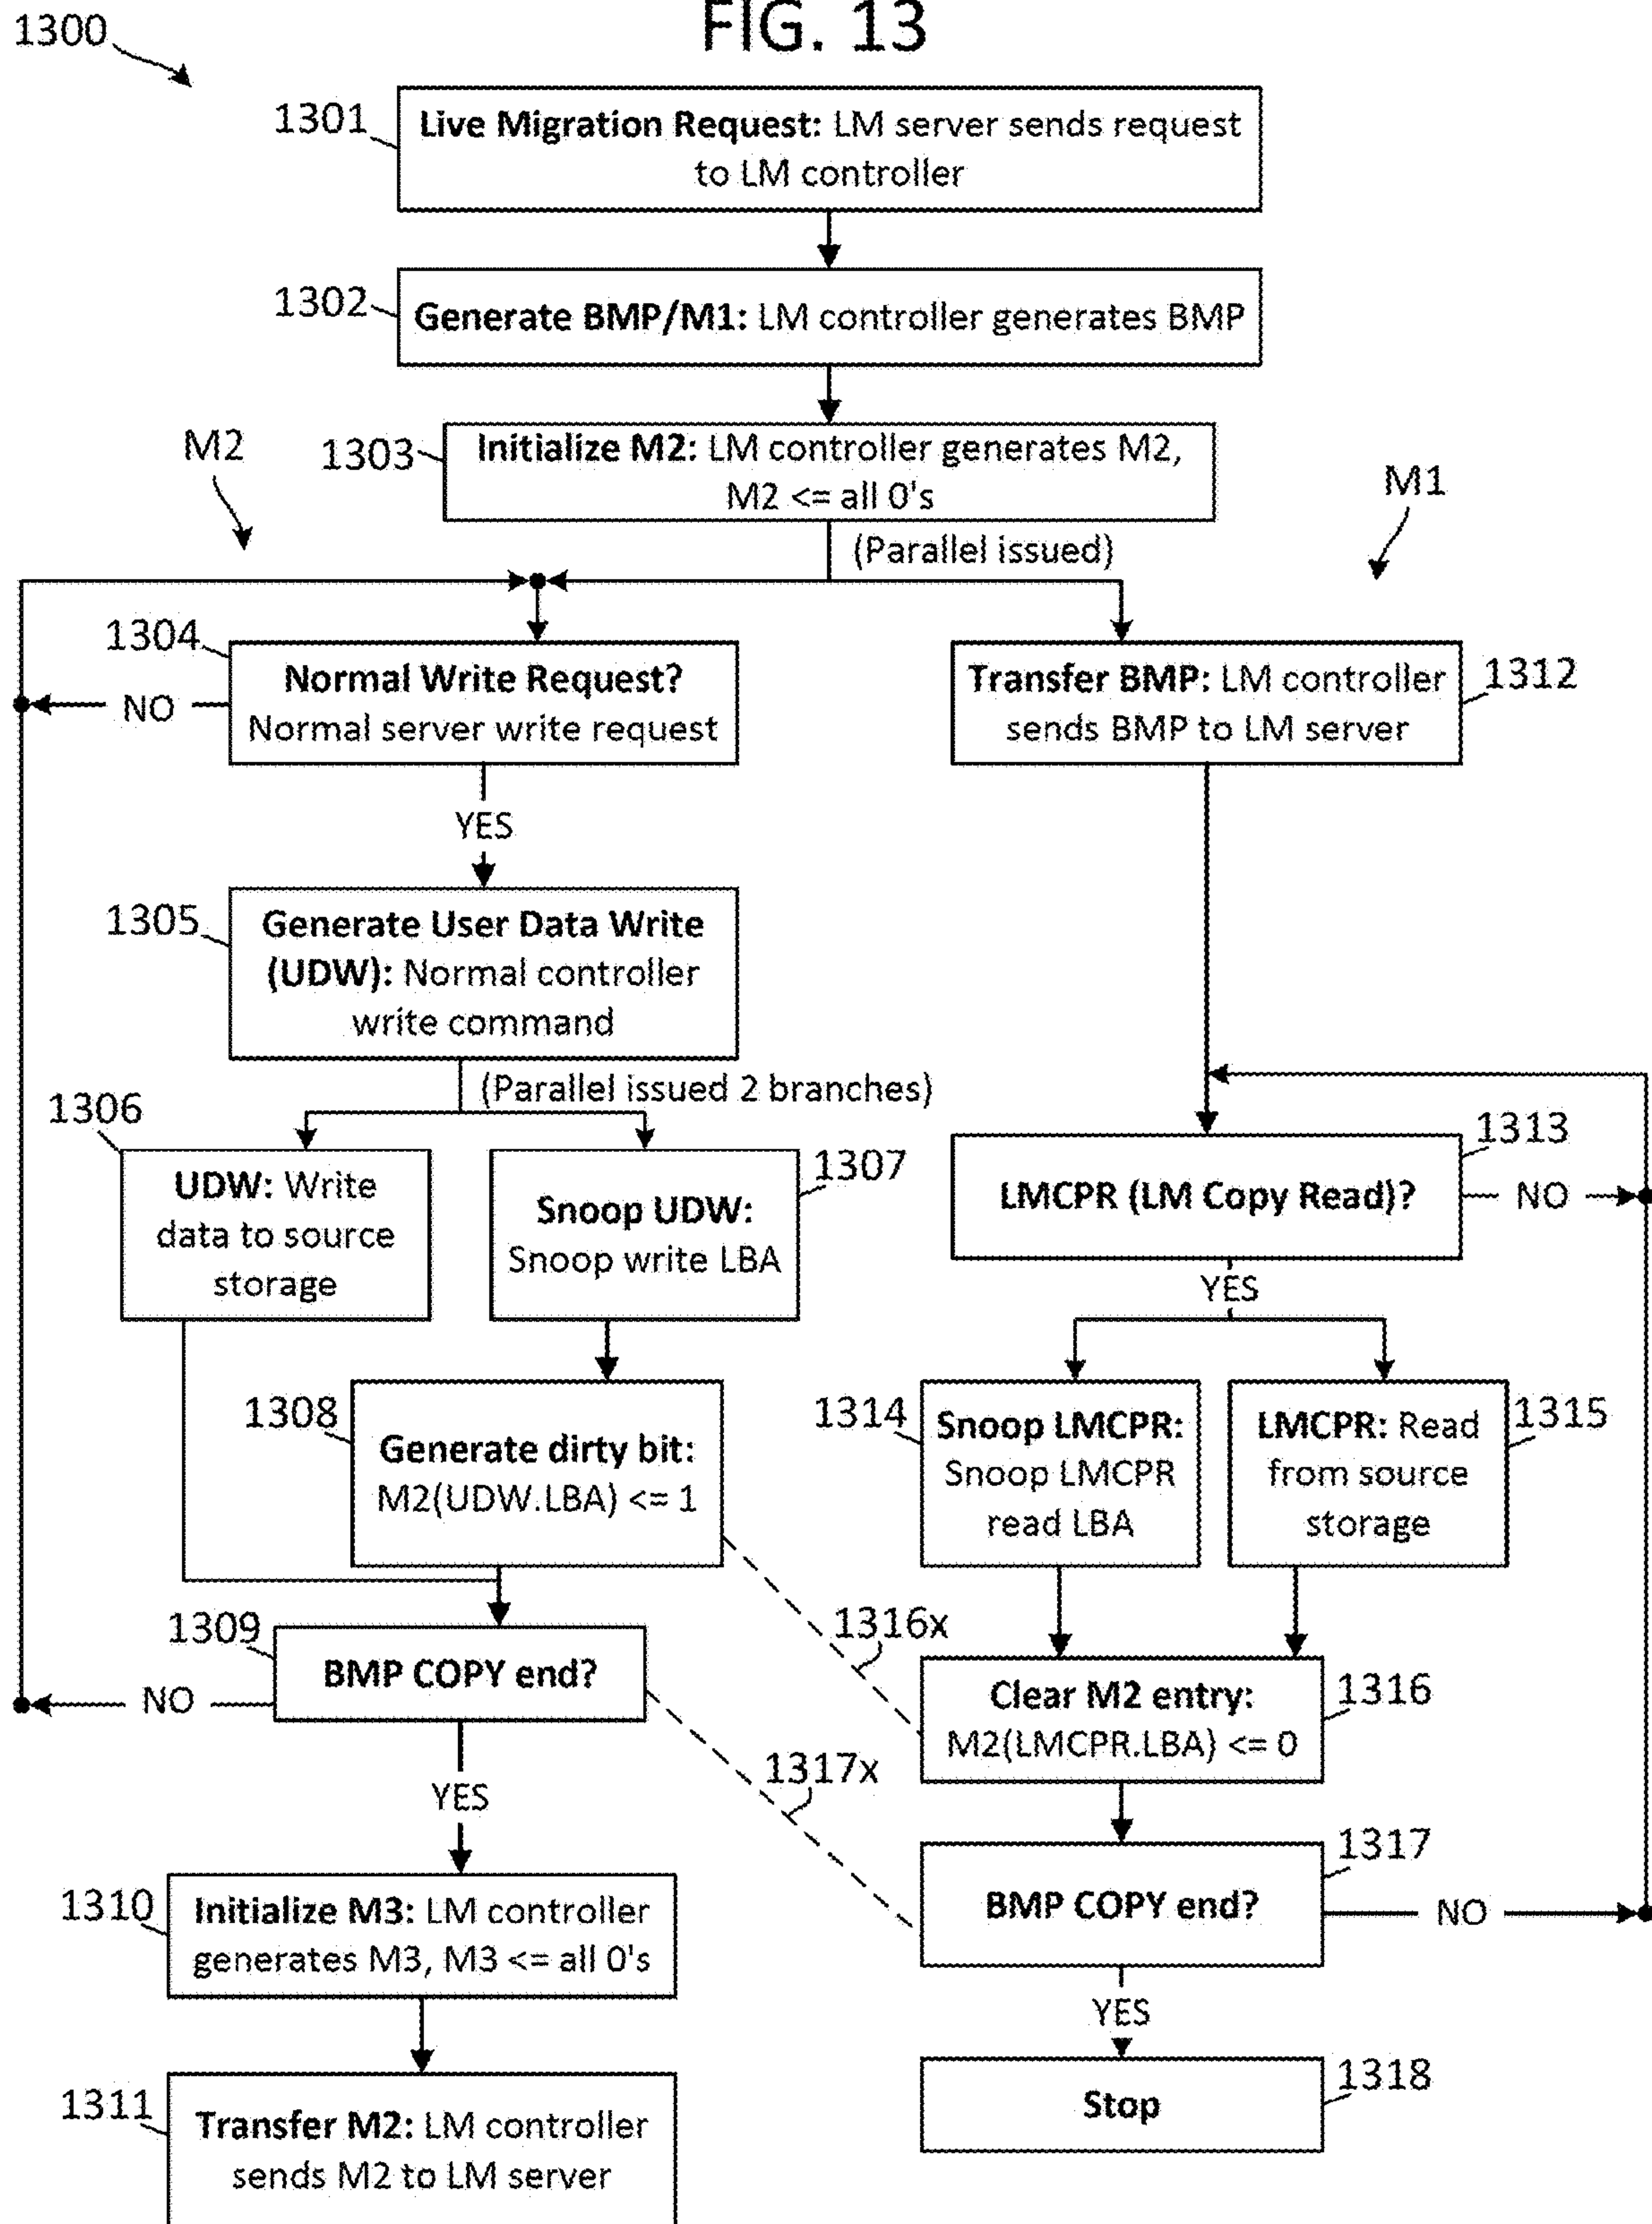 FIG. 13
1300
1301
Live Migration Request: LM server sends request
to LM controller
1302
Generate BMP/M1: LM controller generates BMP
M2
1303
Initialize M2: LM controller generates M2,
M2 <= all 0's
M1
(Parallel issued)
1304
Normal Write Request?
Normal server write request
NO
Transfer BMP: LM controller
sends BMP to LM server
1312
YES
1305
Generate User Data Write
(UDW): Normal controller
write command
(Parallel issued 2 branches)
1306
UDW: Write
data to source
storage
1307
Snoop UDW:
Snoop write LBA
1313
LMCPR (LM Copy Read)?
NO
YES
1308
Generate dirty bit:
M2(UDW.LBA) <= 1
1314
Snoop LMCPR:
Snoop LMCPR
read LBA
LMCPR: Read
from source
storage
1315
1309
BMP COPY end?
NO
1316x
Clear M2 entry:
M2(LMCPR.LBA) <= 0
1316
YES
1317x
1317
BMP COPY end?
NO
1310
Initialize M3: LM controller
generates M3, M3 <= all 0's
YES
1311
Transfer M2: LM controller
sends M2 to LM server
Stop
1318